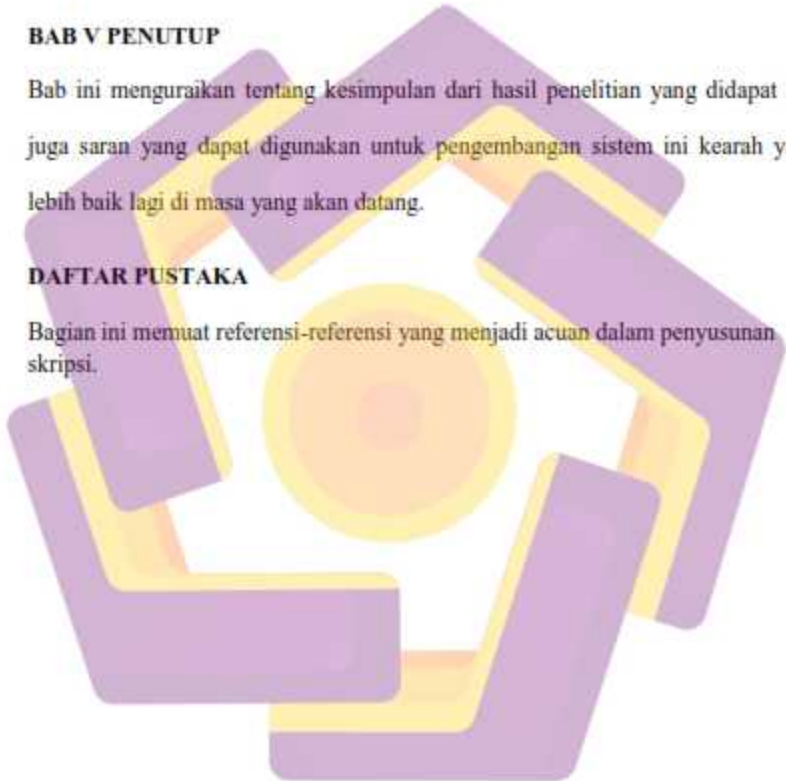 BAB V PENUTUP
Bab ini menguraikan tentang kesimpulan dari hasil penelitian yang didapat
juga saran yang dapat digunakan untuk pengembangan sistem ini kearah y
lebih baik lagi di masa yang akan datang.
DAFTAR PUSTAKA
Bagian ini memuat referensi-referensi yang menjadi acuan dalam penyusunan
skripsi.